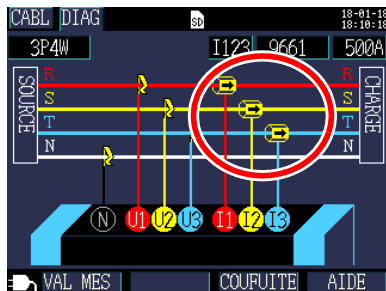 CABL DIAG SD 18-01-18
18:10:18
3P4W I123 9661 500A
SOURCE
CHARGE
R R
S S
T T
N N
N U1 U2 U3 I1 I2 I3
VAL MES COUFUITE AIDE